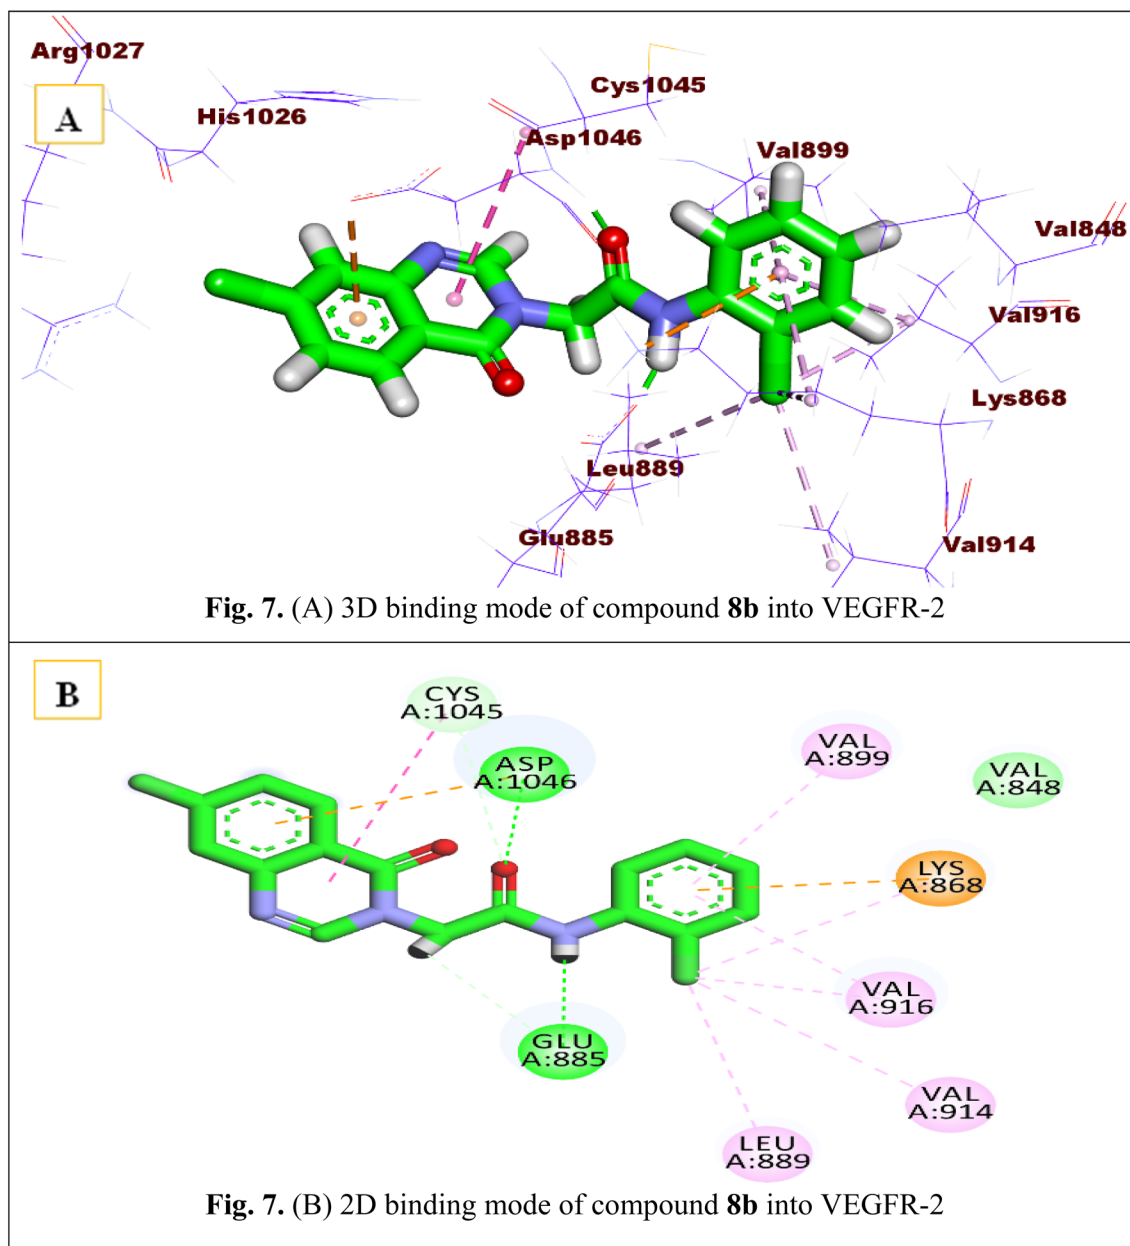 Arg1027
Cys1045
A
His1026
Asp1046
Val899
Val848
Val916
Lys868
Leu889
Glu885
Val914
Fig. 7. (A) 3D binding mode of compound 8b into VEGFR-2
B
CYS
A:1045
ASP
A:1046
VAL
A:899
VAL
A:848
LYS
A:868
VAL
A:916
GLU
A:885
VAL
A:914
LEU
A:889
Fig. 7. (B) 2D binding mode of compound 8b into VEGFR-2